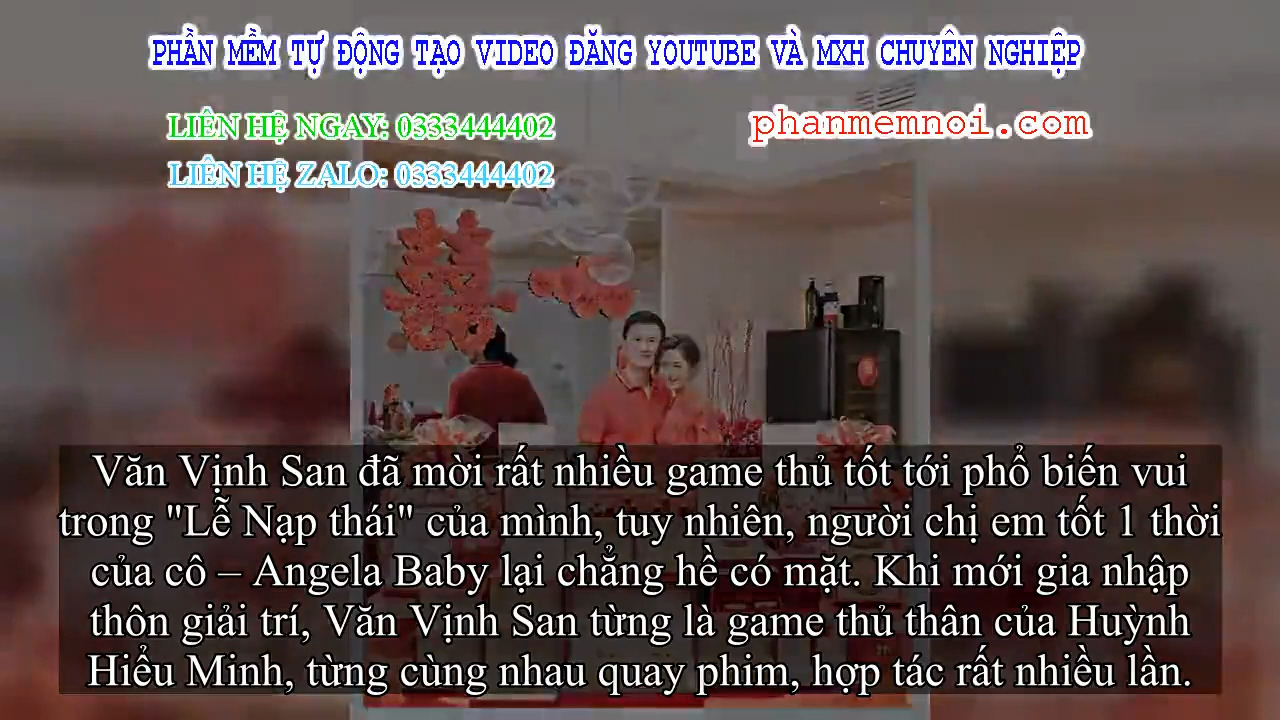 PHẦN MỀM TỰ ĐỘNG TẠO VIDEO ĐĂNG YOUTUBE VÀ MXH CHUYÊN NGHIỆP
LIÊN HỆ NGAY: 0333444402
phanmemnoi.com
LIÊN HỆ ZALO: 0333444402
囍
Văn Vịnh San đã mời rất nhiều game thủ tốt tới phổ biến vui
trong "Lễ Nạp thái" của mình, tuy nhiên, người chị em tốt 1 thời
của cô – Angela Baby lại chẳng hề có mặt. Khi mới gia nhập
thôn giải trí, Văn Vịnh San từng là game thủ thân của Huỳnh
Hiểu Minh, từng cùng nhau quay phim, hợp tác rất nhiều lần.